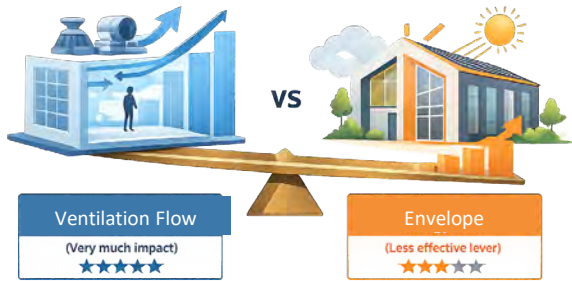 VS
Ventilation Flow
(Very much impact)
Envelope
(Less effective lever)